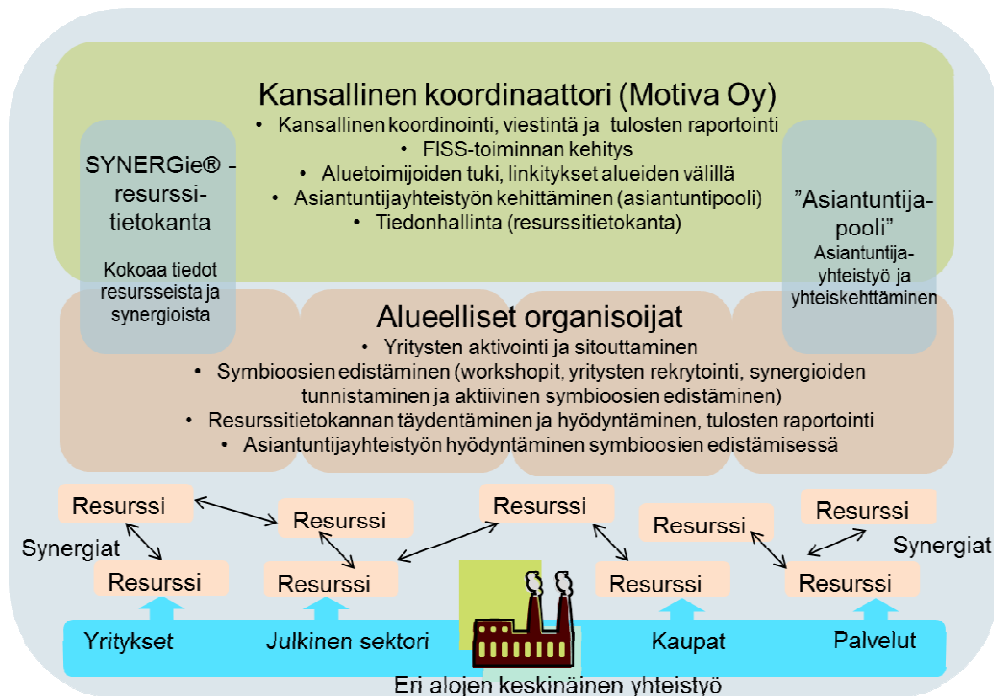 Kansallinen koordinaattori (Motiva Oy)
• Kansallinen koordinointi, viestintä ja tulosten raportointi
• FISS-toiminnan kehitys
• Aluetoimijoiden tuki, linkitykset alueiden välillä
• Asiantuntijayhteistyön kehittäminen (asiantuntipooli)
• Tiedonhallinta (resurssitietokanta)
SYNERGie® -
resurssi-
tietokanta
Kokoaa tiedot
resursseista ja
synergioista
”Asiantuntija-
pooli”
Asiantuntija-
yhteistyö ja
yhteiskehttäminen
Alueelliset organisoijat
• Yritysten aktivointi ja sitouttaminen
• Symbioosien edistäminen (workshopit, yritysten rekrytointi, synergioiden
tunnistaminen ja aktiivinen symbioosien edistäminen)
• Resurssitietokannan täydentäminen ja hyödyntäminen, tulosten raportointi
• Asiantuntijayhteistyön hyödyntäminen symbioosien edistämisessä
Resurssi
Resurssi
Resurssi
Resurssi
Resurssi
Synergiat
Synergiat
Resurssi
Resurssi
Resurssi
Resurssi
Yritykset
Julkinen sektori
Kaupat
Palvelut
Eri alojen keskinäinen yhteistyö